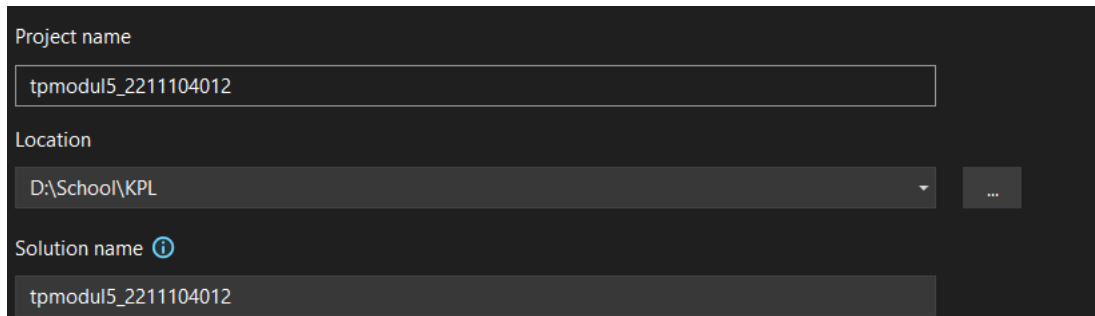 Project name
tpmodul5_2211104012
Location
D:\School\KPL
...
Solution name
tpmodul5_2211104012